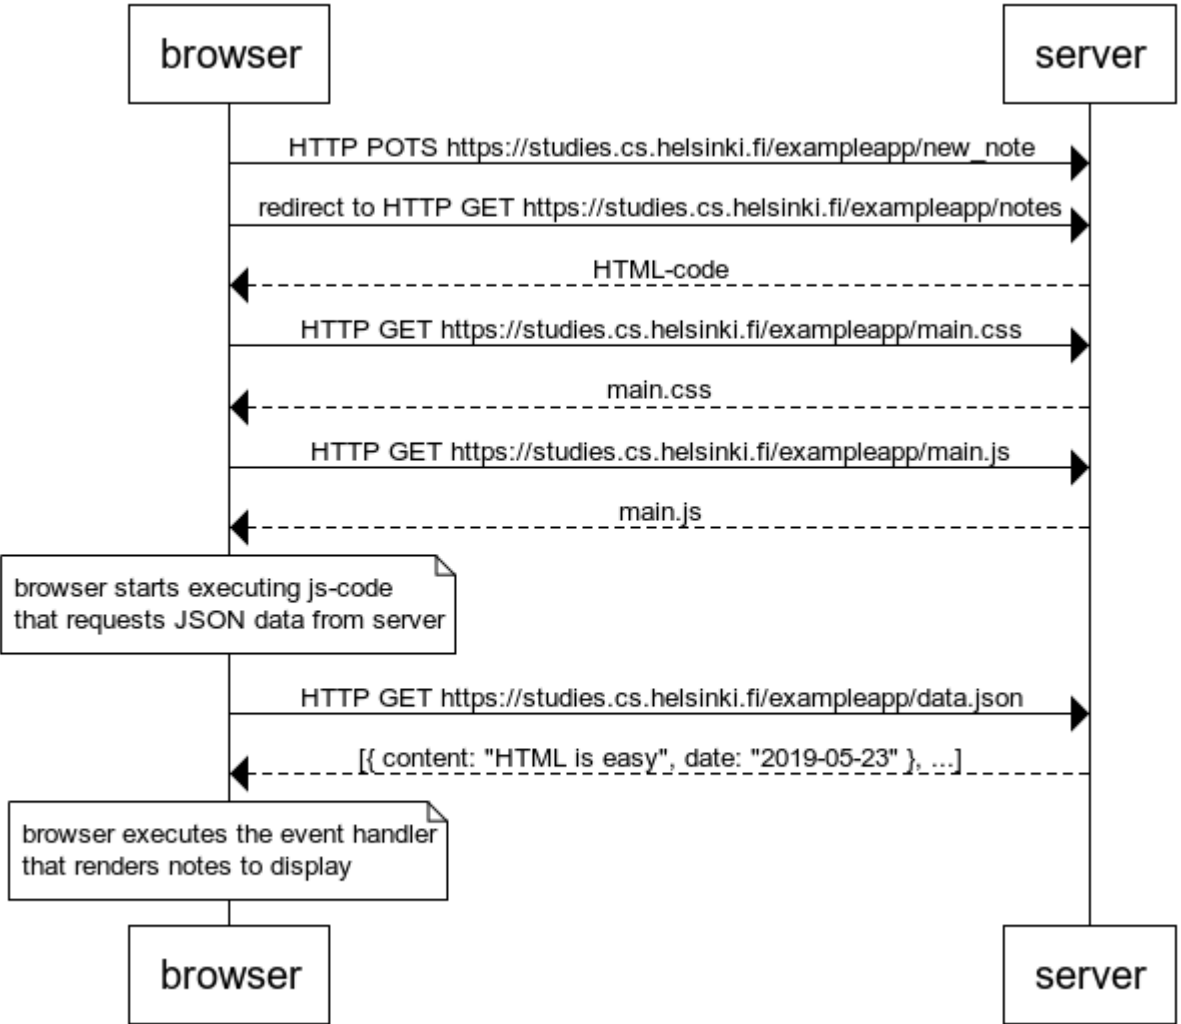 browser
server
HTTP POTS https://studies.cs.helsinki.fi/exampleapp/new_note
redirect to HTTP GET https://studies.cs.helsinki.fi/exampleapp/notes
HTML-code
HTTP GET https://studies.cs.helsinki.fi/exampleapp/main.css
main.css
HTTP GET https://studies.cs.helsinki.fi/exampleapp/main.js
main.js
browser starts executing js-code
that requests JSON data from server
HTTP GET https://studies.cs.helsinki.fi/exampleapp/data.json
[{ content: "HTML is easy", date: "2019-05-23" }, ...]
browser executes the event handler
that renders notes to display
browser
server